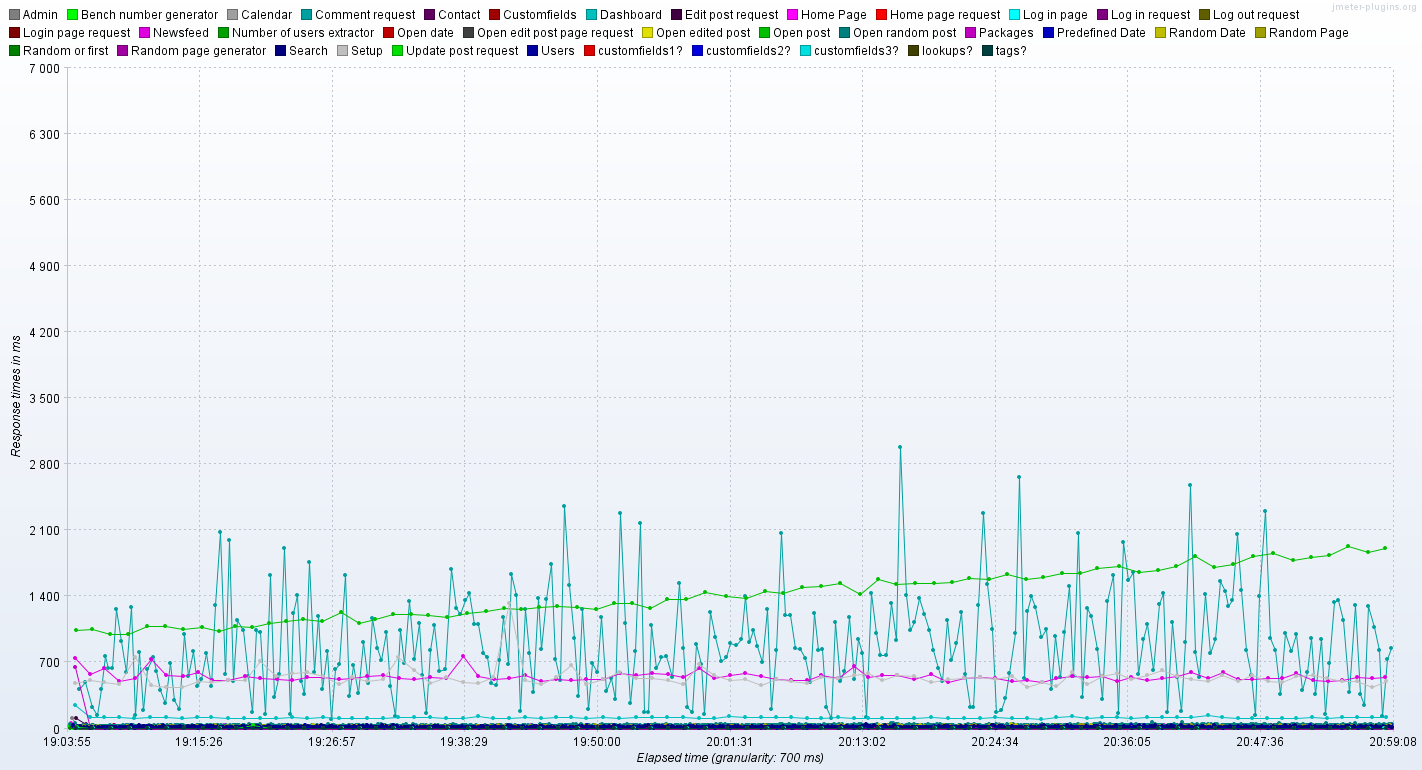 jmeter-plugins.org
Admin Bench number generator Calendar Comment request Contact Customfields Dashboard Edit post request Home Page Home page request Log in page Log in request Log out request
Login page request Newsfeed Number of users extractor Open date Open edit post page request Open edited post Open post Open random post Packages Predefined Date Random Date Random Page
Random or first Random page generator Search Setup Update post request Users customfields1? customfields2? customfields3? lookups? tags?
7 000
6 300
5 600
4 900
4 200
3 500
2 800
2 100
1 400
700
0
Response times in ms
19:03:55 19:15:26 19:26:57 19:38:29 19:50:00 20:01:31 20:13:02 20:24:34 20:36:05 20:47:36 20:59:08
Elapsed time (granularity: 700 ms)